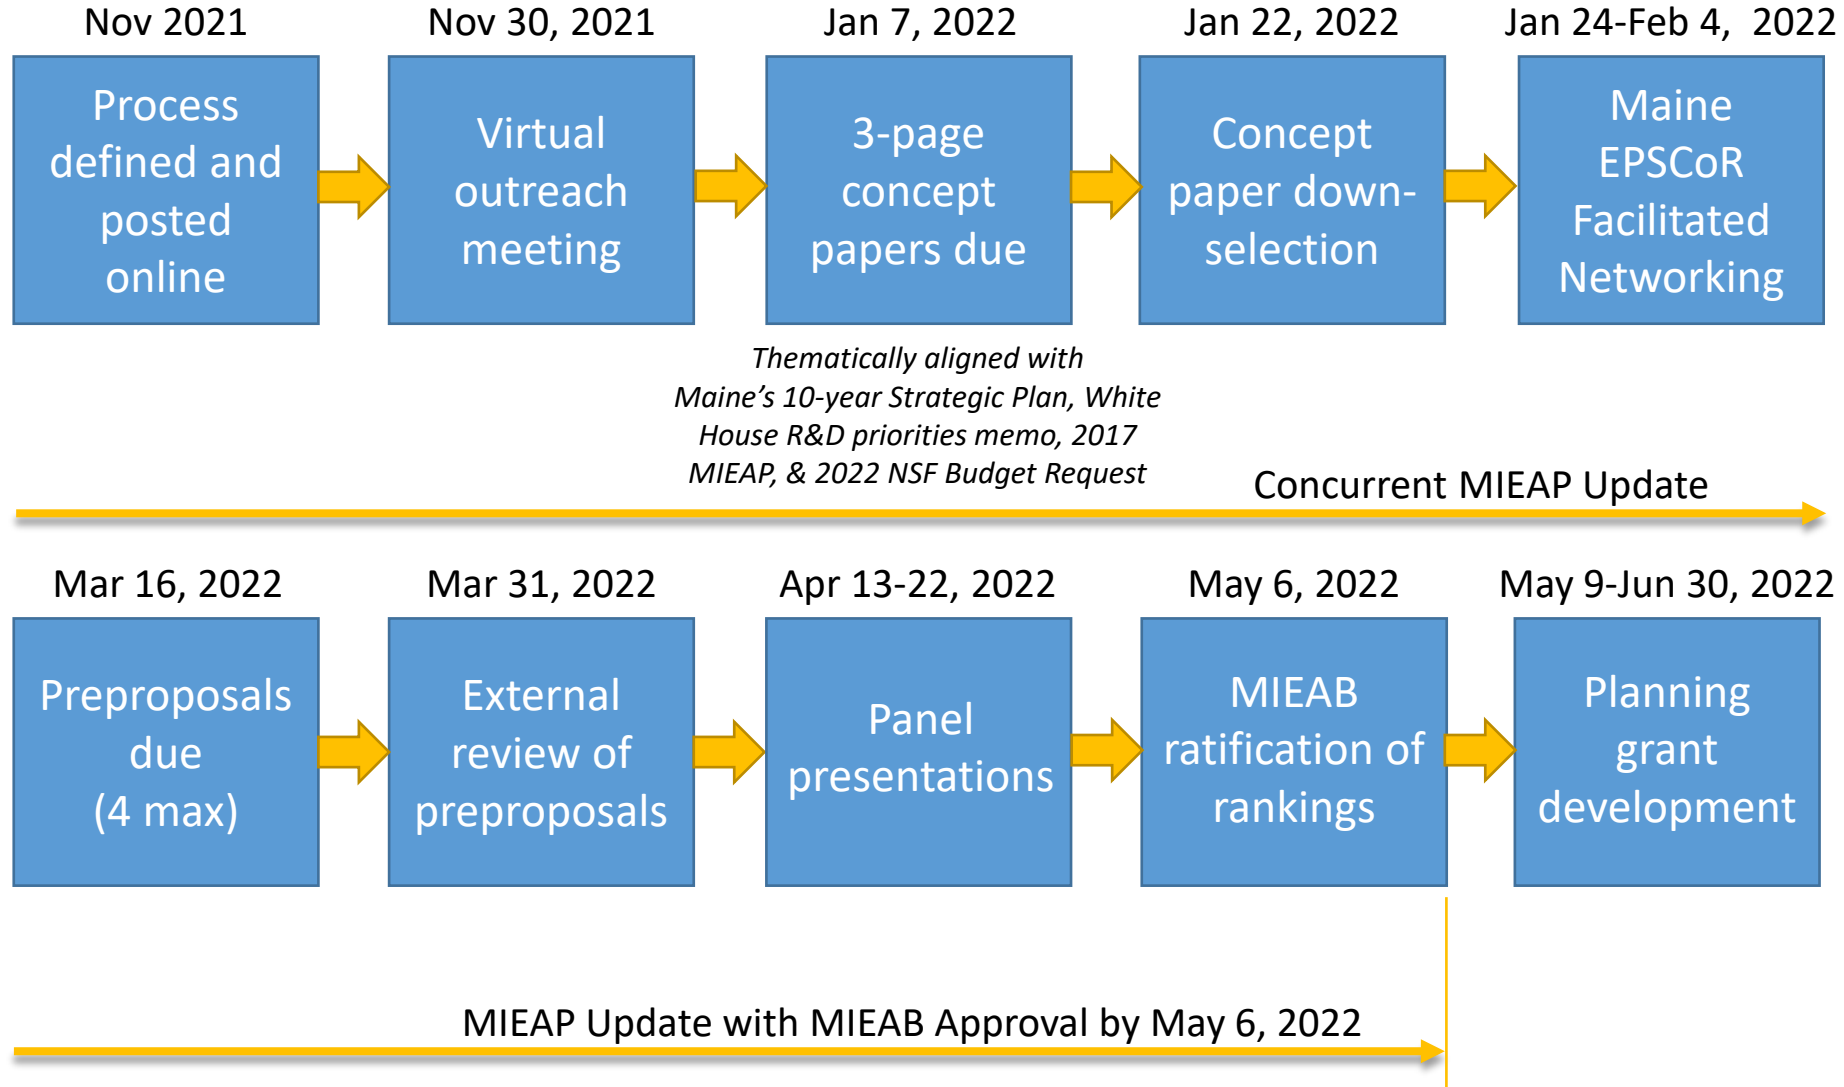 Nov 2021
Nov 30, 2021
Jan 7, 2022
Jan 22, 2022
Jan 24-Feb 4,  2022
Process
defined and
posted
online
Virtual
outreach
meeting
3-page
concept
papers due
Concept
paper down-
selection
Maine
EPSCoR
Facilitated
Networking
Thematically aligned with
Maine’s 10-year Strategic Plan, White
House R&D priorities memo, 2017
MIEAP, & 2022 NSF Budget Request
Concurrent MIEAP Update
Mar 16, 2022
Mar 31, 2022
Apr 13-22, 2022
May 6, 2022
May 9-Jun 30, 2022
Preproposals
due
(4 max)
External
review of
preproposals
Panel
presentations
MIEAB
ratification of
rankings
Planning
grant
development
MIEAP Update with MIEAB Approval by May 6, 2022